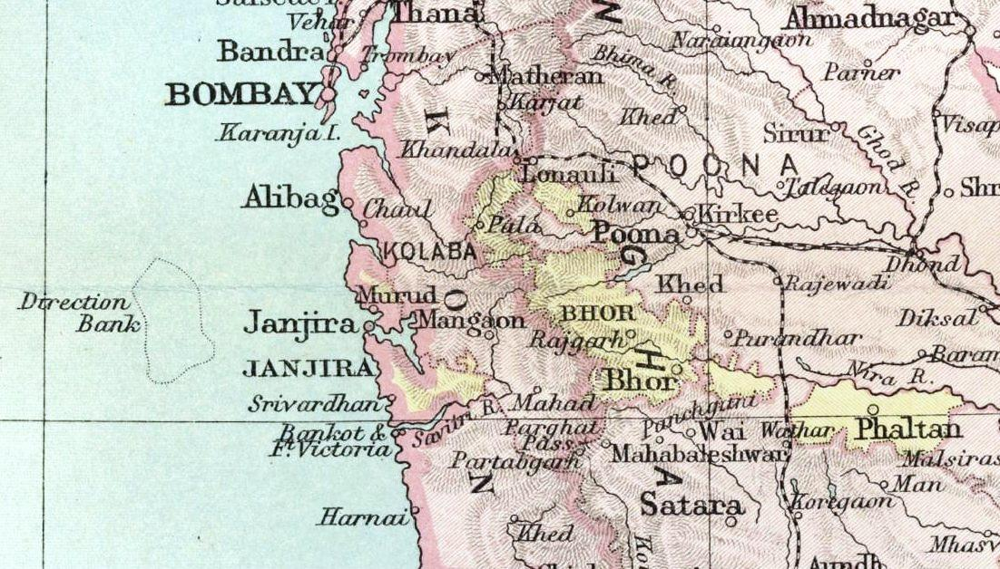 Vehar
Thana
Ahmadnagar
Bandra
Trombay
Naraiangaon
Bhima R.
Parner
BOMBAY
Matheran
Karjat
Khed
Visap
Karanja I.
Khandala
Sirur
Ghod R.
Lonauli
POONA
Talegaon
Shr
Alibag
Chaul
Kolwan
Kirkee
Pala
Poona
KOLABA
Dhond
Direction
Bank
Murud
Khed
Rajewadi
Janjira
Mangaon
BHOR
Diksal
Rajgarh
Purandhar
Baram
JANJIRA
Bhor
Nira R.
Srivardhan
Mahad
Panchgani
Savitri R.
Bankot &
Ft. Victoria
Parghat
Pass
Wai
Wathar
Phaltan
Mahabaleshwar
Partabgarh
Malsiras
Man
K
O
N
G
H
A
N
Satara
Koregaon
Harnai
Khed
Mhasv
Aundh